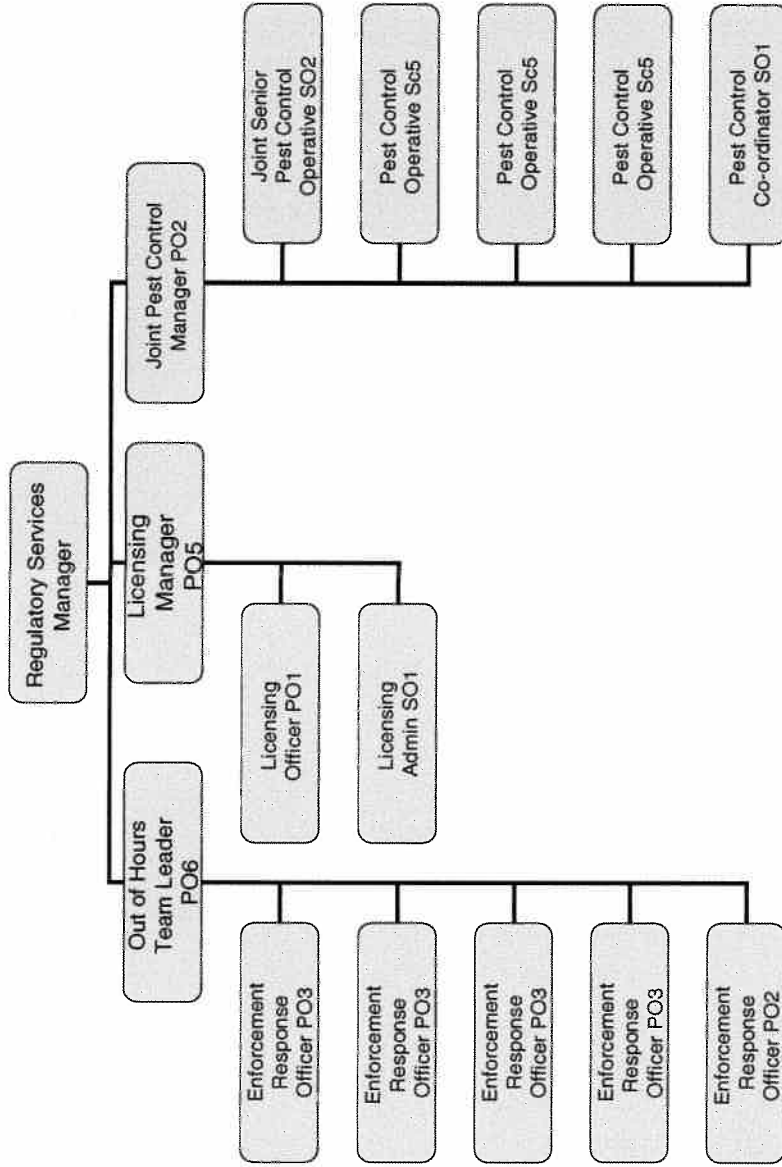 Regulatory Services
Manager
Out of Hours
Team Leader
PO6
Licensing
Manager
PO5
Joint Pest Control
Manager PO2
Enforcement
Response
Officer PO3
Enforcement
Response
Officer PO3
Enforcement
Response
Officer PO3
Enforcement
Response
Officer PO3
Enforcement
Response
Officer PO2
Licensing
Officer PO1
Licensing
Admin SO1
Joint Senior
Pest Control
Operative SO2
Pest Control
Operative Sc5
Pest Control
Operative Sc5
Pest Control
Operative Sc5
Pest Control
Co-ordinator SO1